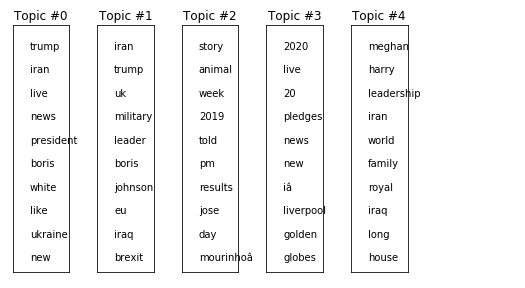 Topic #0
trump
iran
live
news
president
boris
white
like
ukraine
new
Topic #1
iran
trump
uk
military
leader
boris
johnson
eu
iraq
brexit
Topic #2
story
animal
week
2019
told
pm
results
jose
day
mourinhoâ
Topic #3
2020
live
20
pledges
news
new
iâ
liverpool
golden
globes
Topic #4
meghan
harry
leadership
iran
world
family
royal
iraq
long
house